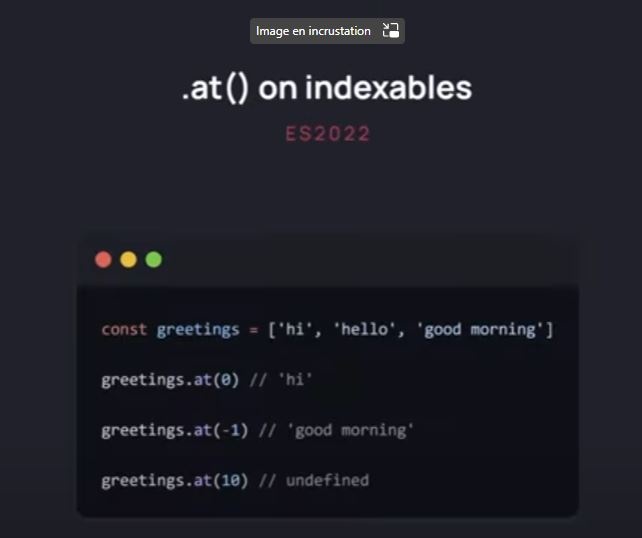 Image en incrustation
.at() on indexables
ES2022
const greetings = ['hi', 'hello', 'good morning']
greetings.at(0) // 'hi'
greetings.at(-1) // 'good morning'
greetings.at(10) // undefined